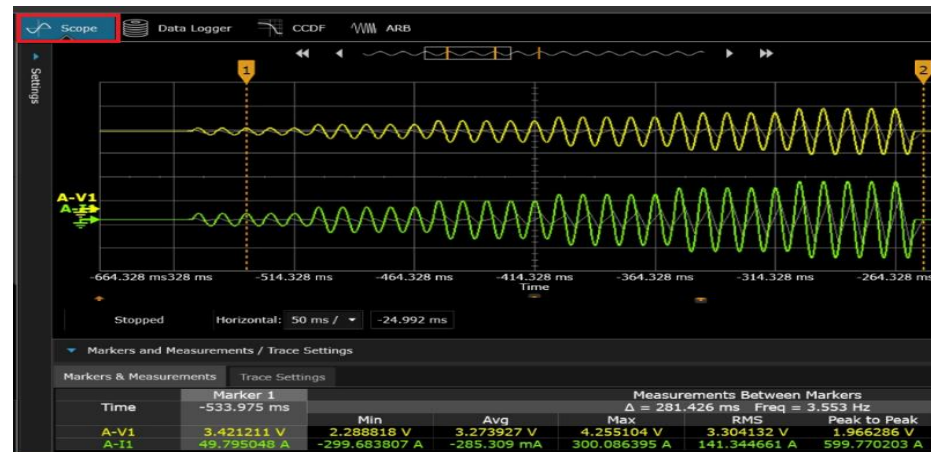 Scope Data Logger CCDF ARB
Settings
1 2
A-V1
A-I1
-664.328 ms328 ms -514.328 ms -464.328 ms -414.328 ms -364.328 ms -314.328 ms -264.328 ms
Time
Stopped Horizontal: 50 ms / -24.992 ms
Markers and Measurements / Trace Settings
Markers & Measurements Trace Settings
Marker 1 Measurements Between Markers
Time -533.975 ms Δ = 281.426 ms Freq = 3.553 Hz
Min Avg Max RMS Peak to Peak
A-V1 3.421211 V 2.288818 V 3.273927 V 4.255104 V 3.304132 V 1.966286 V
A-I1 49.795048 A -299.683807 A -285.309 mA 300.086395 A 141.344661 A 599.770203 A